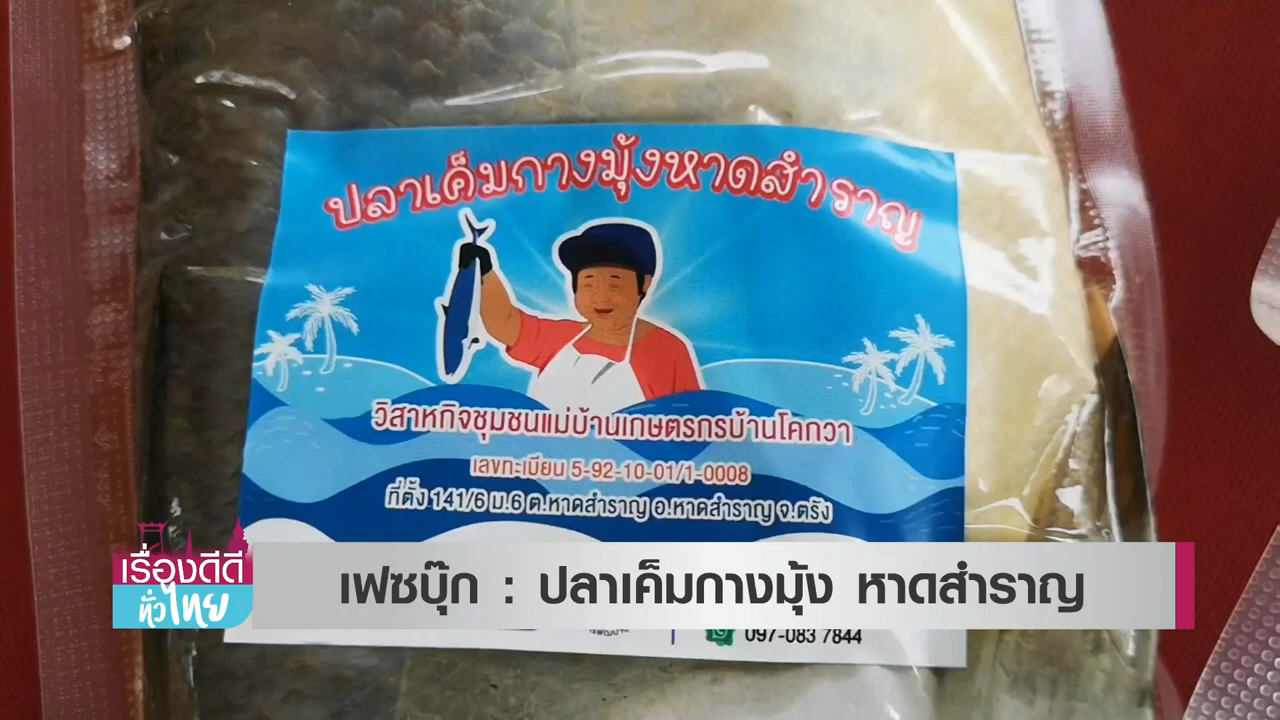 ปลาเค็มกางมุ้งหาดสำราญ
วิสาหกิจชุมชนแม่บ้านเกษตรกรบ้านโคกวา
เลขทะเบียน 5-92-10-01/1-0008
ที่ตั้ง 141/6 ม.6 ต.หาดสำราญ อ.หาดสำราญ จ.ตรัง
เรื่องดีดี
ทั่วไทย
เฟซบุ๊ก : ปลาเค็มกางมุ้ง หาดสำราญ
097-083 7844